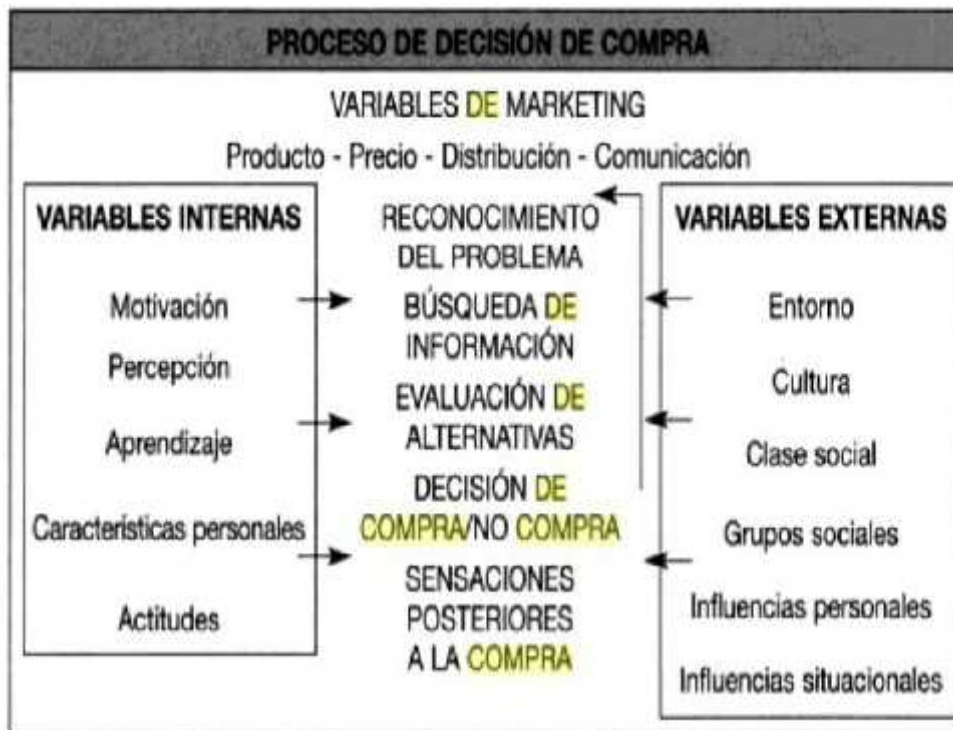 PROCESO DE DECISIÓN DE COMPRA
VARIABLES DE MARKETING
Producto - Precio - Distribución - Comunicación
VARIABLES INTERNAS
Motivación
Percepción
Aprendizaje
Características personales
Actitudes
RECONOCIMIENTO
DEL PROBLEMA
BÚSQUEDA DE
INFORMACIÓN
EVALUACIÓN DE
ALTERNATIVAS
DECISIÓN DE
COMPRA/NO COMPRA
SENSACIONES
POSTERIORES
A LA COMPRA
VARIABLES EXTERNAS
Entorno
Cultura
Clase social
Grupos sociales
Influencias personales
Influencias situacionales